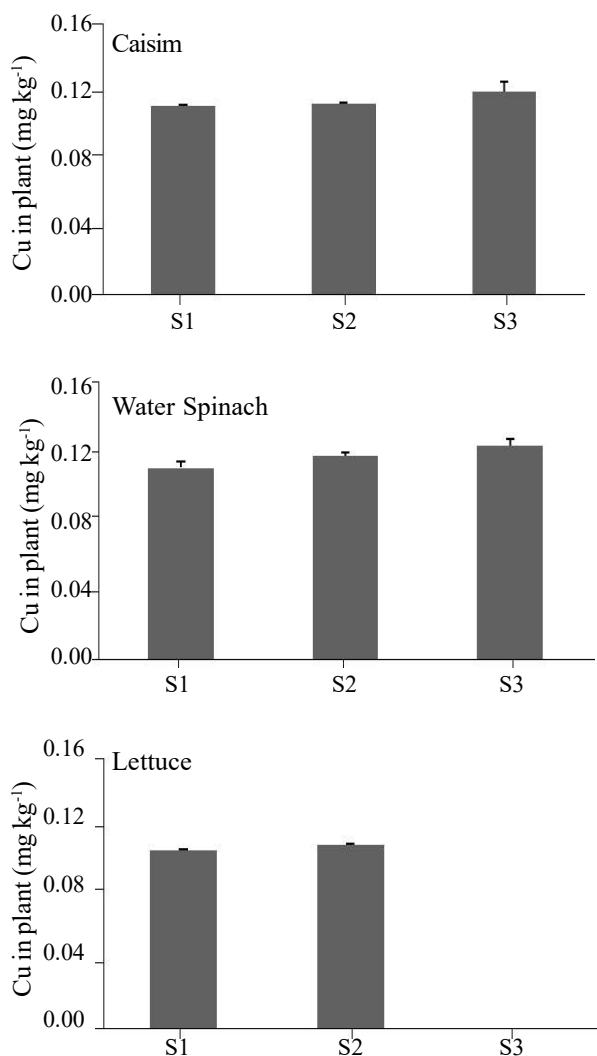 0.16
Caisim
0.12
0.08
0.04
0.00
Cu in plant (mg kg⁻¹)
S1 S2 S3
0.16
Water Spinach
0.12
0.08
0.04
0.00
Cu in plant (mg kg⁻¹)
S1 S2 S3
0.16
Lettuce
0.12
0.08
0.04
0.00
Cu in plant (mg kg⁻¹)
S1 S2 S3